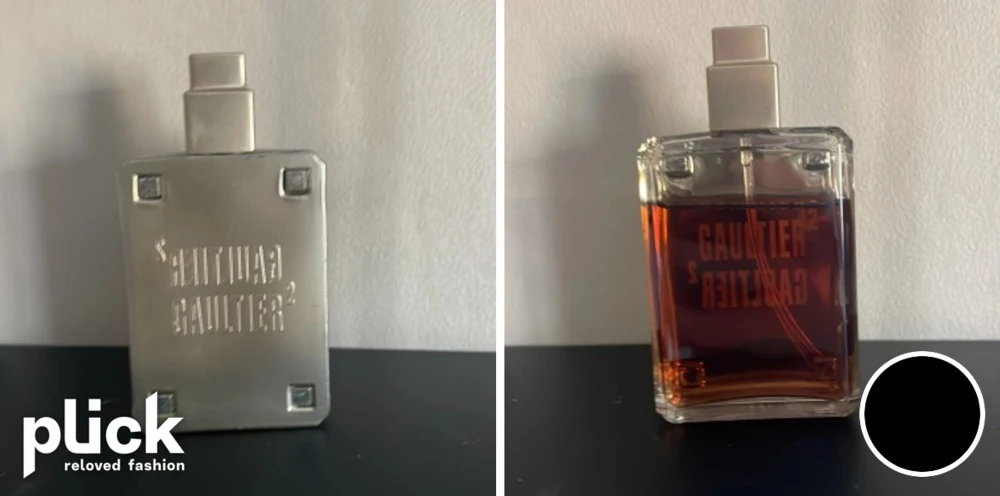 GAULTIER²
GAULTIER²
plick
reloved fashion
GAULTIER²
GAULTIER²